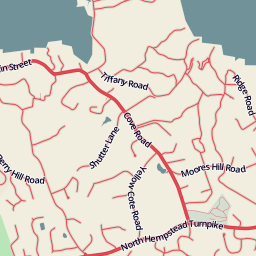 in Street
Tiffany Road
Ridge Road
Cove Road
Shutter Lane
Moores Hill Road
erry Hill Road
Yellow Cote Road
North Hempstead Turnpike